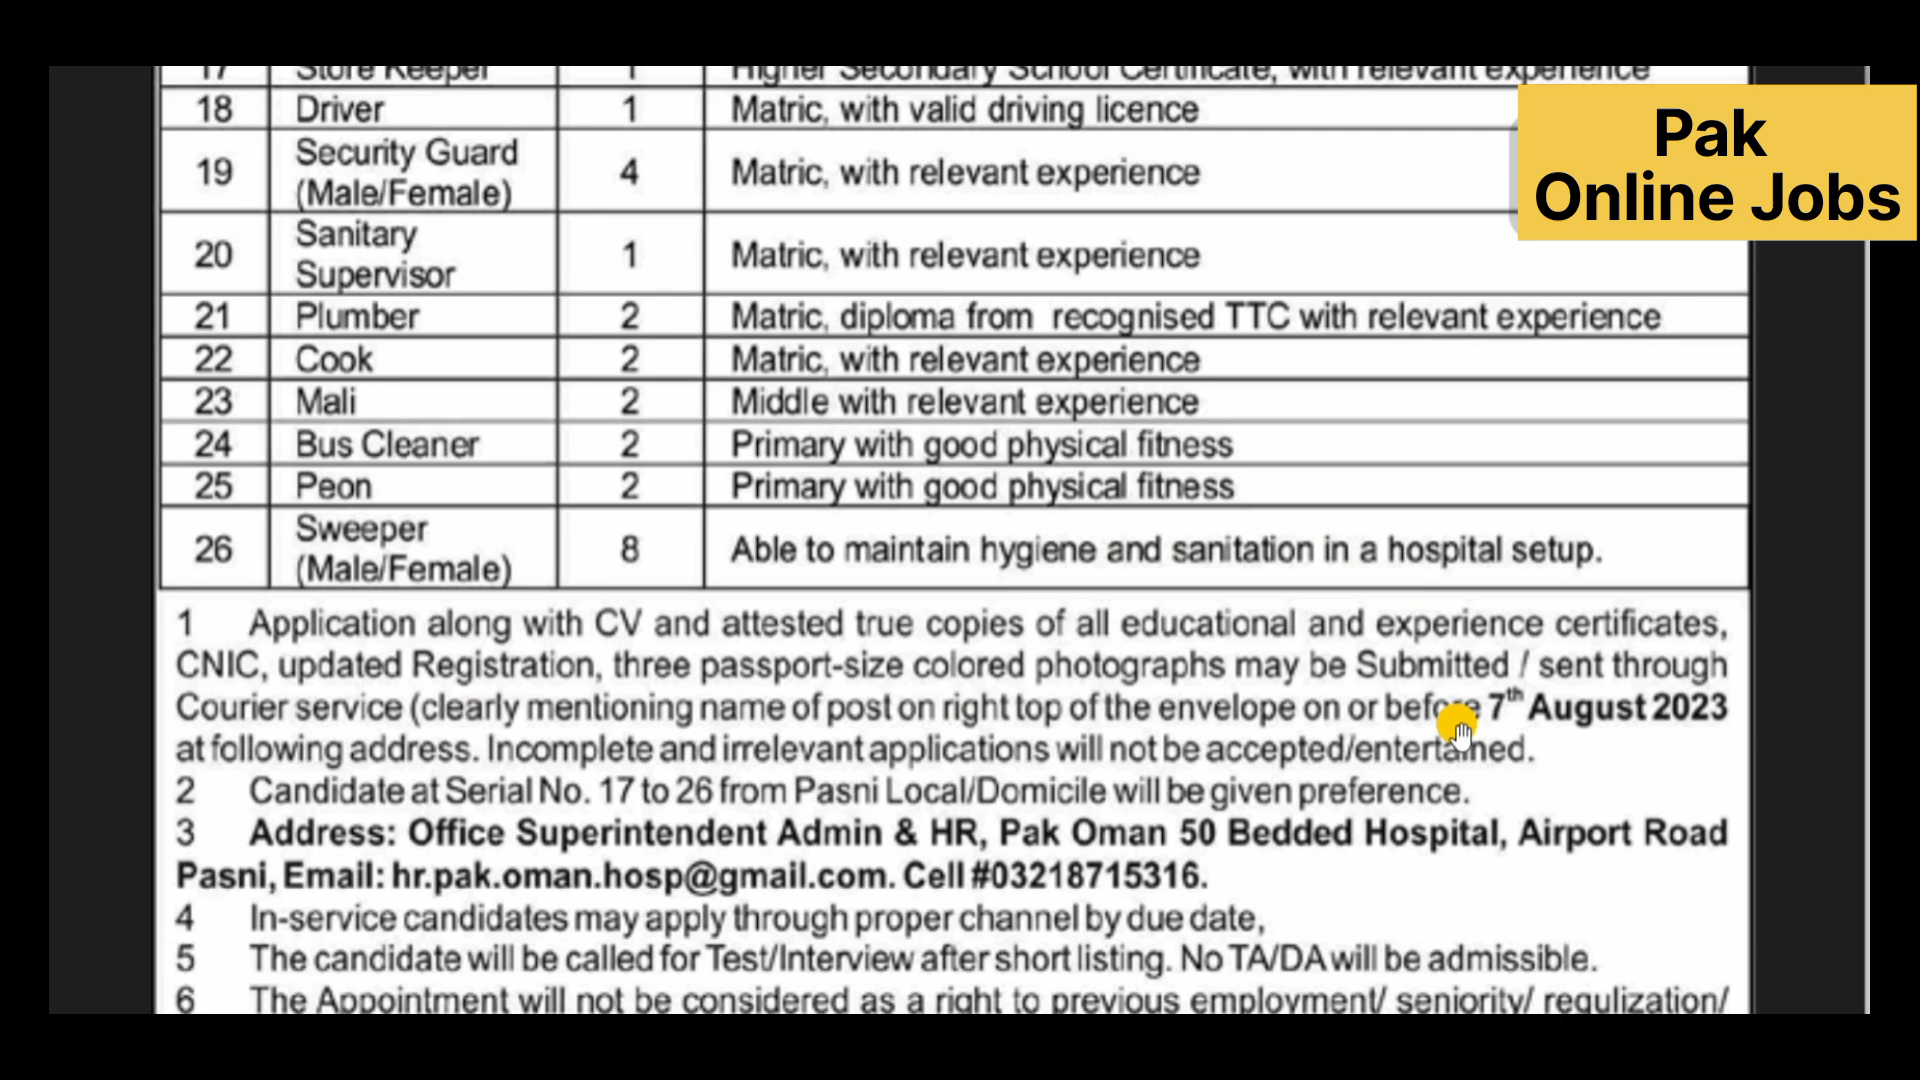 17 Store Keeper 1 Higher Secondary School Certificate, with relevant experience
18 Driver 1 Matric, with valid driving licence
Pak
Online Jobs
19 Security Guard (Male/Female) 4 Matric, with relevant experience
20 Sanitary Supervisor 1 Matric, with relevant experience
21 Plumber 2 Matric, diploma from recognised TTC with relevant experience
22 Cook 2 Matric, with relevant experience
23 Mali 2 Middle with relevant experience
24 Bus Cleaner 2 Primary with good physical fitness
25 Peon 2 Primary with good physical fitness
26 Sweeper (Male/Female) 8 Able to maintain hygiene and sanitation in a hospital setup.
1 Application along with CV and attested true copies of all educational and experience certificates,
CNIC, updated Registration, three passport-size colored photographs may be Submitted / sent through
Courier service (clearly mentioning name of post on right top of the envelope on or before 7th August 2023
at following address. Incomplete and irrelevant applications will not be accepted/entertained.
2 Candidate at Serial No. 17 to 26 from Pasni Local/Domicile will be given preference.
3 Address: Office Superintendent Admin & HR, Pak Oman 50 Bedded Hospital, Airport Road
Pasni, Email: hr.pak.oman.hosp@gmail.com. Cell #03218715316.
4 In-service candidates may apply through proper channel by due date,
5 The candidate will be called for Test/Interview after short listing. No TA/DA will be admissible.
6 The Appointment will not be considered as a right to previous employment/ seniority/ regulization/